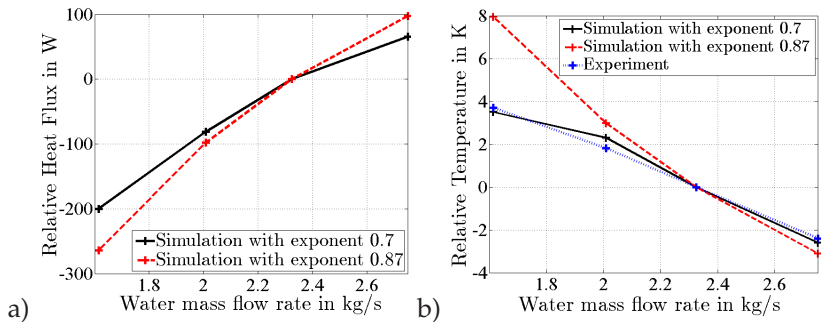 100
0
-100
-200
-300
1.8
2
2.2
2.4
2.6
Relative Heat Flux in W
Water mass flow rate in kg/s
Simulation with exponent 0.7
Simulation with exponent 0.87
a)
8
6
4
2
0
-2
-4
1.8
2
2.2
2.4
2.6
Relative Temperature in K
Water mass flow rate in kg/s
Simulation with exponent 0.7
Simulation with exponent 0.87
Experiment
b)